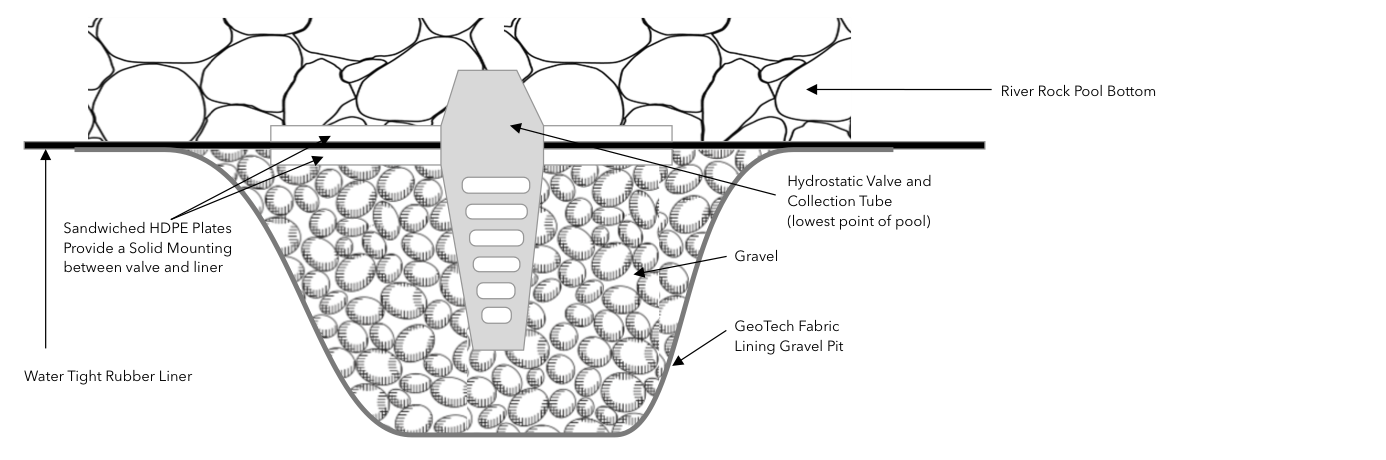 River Rock Pool Bottom
Hydrostatic Valve and
Collection Tube
(lowest point of pool)
Sandwiched HDPE Plates
Provide a Solid Mounting
between valve and liner
Gravel
GeoTech Fabric
Lining Gravel Pit
Water Tight Rubber Liner